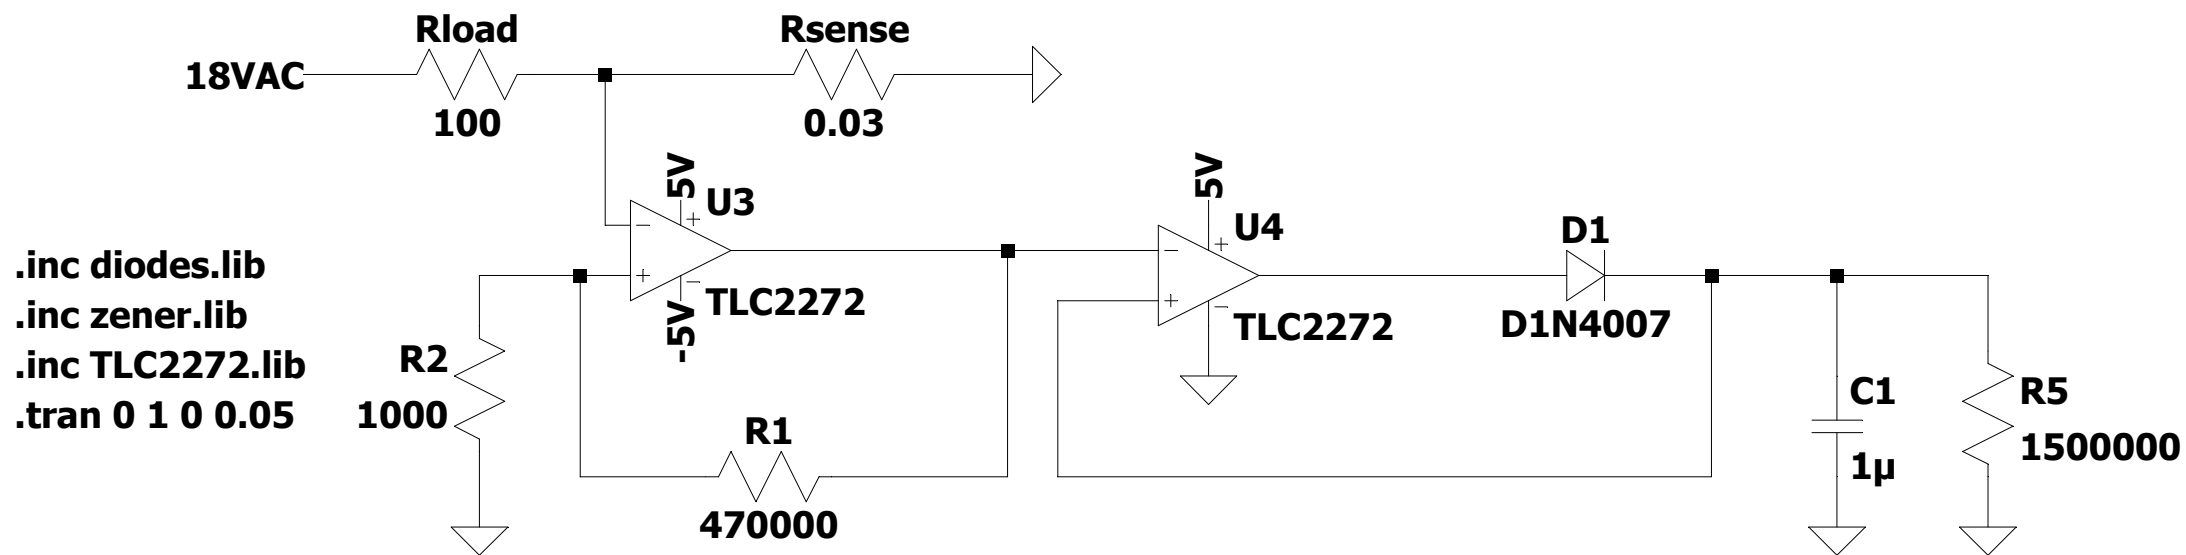 Rload
Rsense
18VAC
100
0.03
5V
U3
+
−
+
−
TLC2272
-5V
5V
U4
−
+
+
−
TLC2272
D1
D1N4007
.inc diodes.lib
.inc zener.lib
.inc TLC2272.lib
.tran 0 1 0 0.05
R2
1000
R1
470000
C1
1µ
R5
1500000